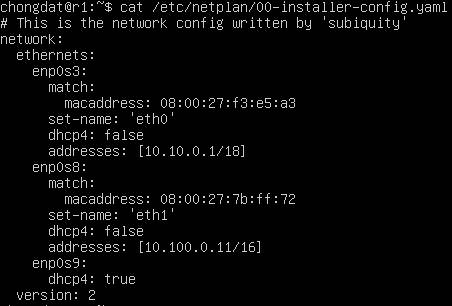 chongdat@r1:~$ cat /etc/netplan/00-installer-config.yaml
# This is the network config written by 'subiquity'
network:
  ethernets:
    enp0s3:
      match:
        macaddress: 08:00:27:f3:e5:a3
      set-name: 'eth0'
      dhcp4: false
      addresses: [10.10.0.1/18]
    enp0s8:
      match:
        macaddress: 08:00:27:7b:ff:72
      set-name: 'eth1'
      dhcp4: false
      addresses: [10.100.0.11/16]
    enp0s9:
      dhcp4: true
  version: 2